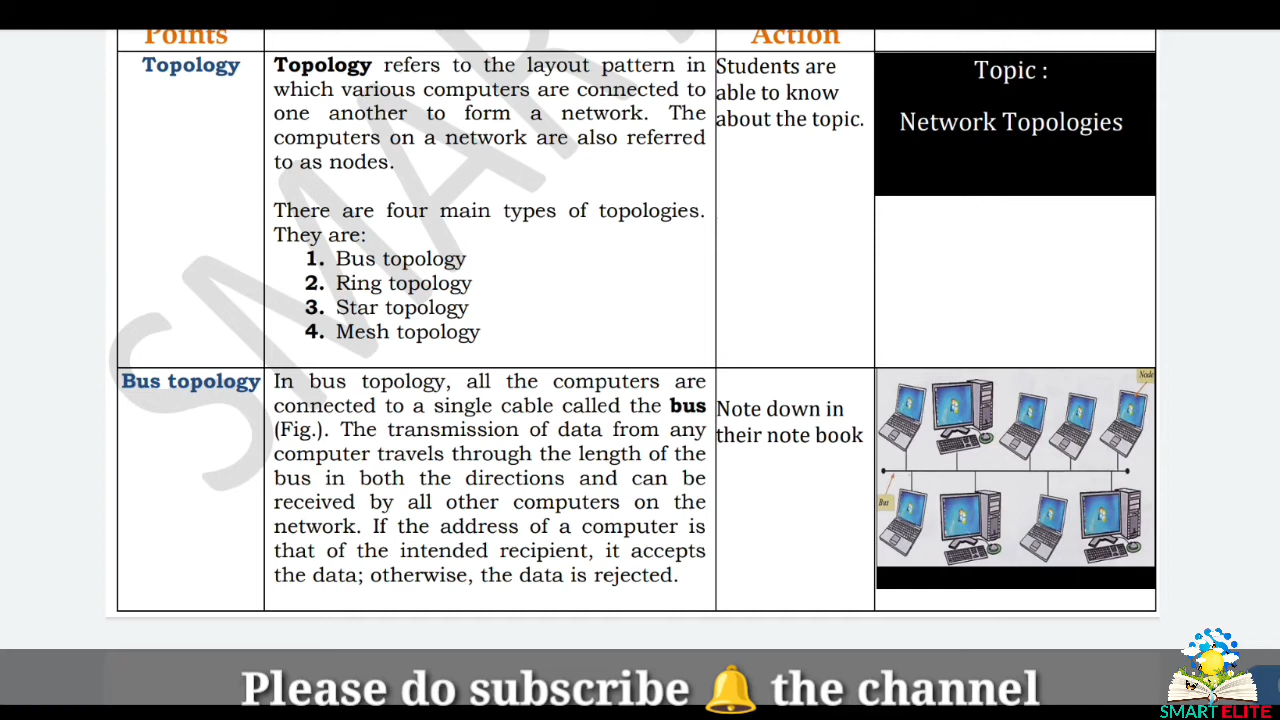 Points
Action
Topology
Topology refers to the layout pattern in
which various computers are connected to
one another to form a network. The
computers on a network are also referred
to as nodes.
There are four main types of topologies.
They are:
1. Bus topology
2. Ring topology
3. Star topology
4. Mesh topology
Students are
able to know
about the topic.
Topic :
Network Topologies
Bus topology
In bus topology, all the computers are
connected to a single cable called the bus
(Fig.). The transmission of data from any
computer travels through the length of the
bus in both the directions and can be
received by all other computers on the
network. If the address of a computer is
that of the intended recipient, it accepts
the data; otherwise, the data is rejected.
Note down in
their note book
Node
Bus
SMAR
Please do subscribe the channel
SMART ELITE